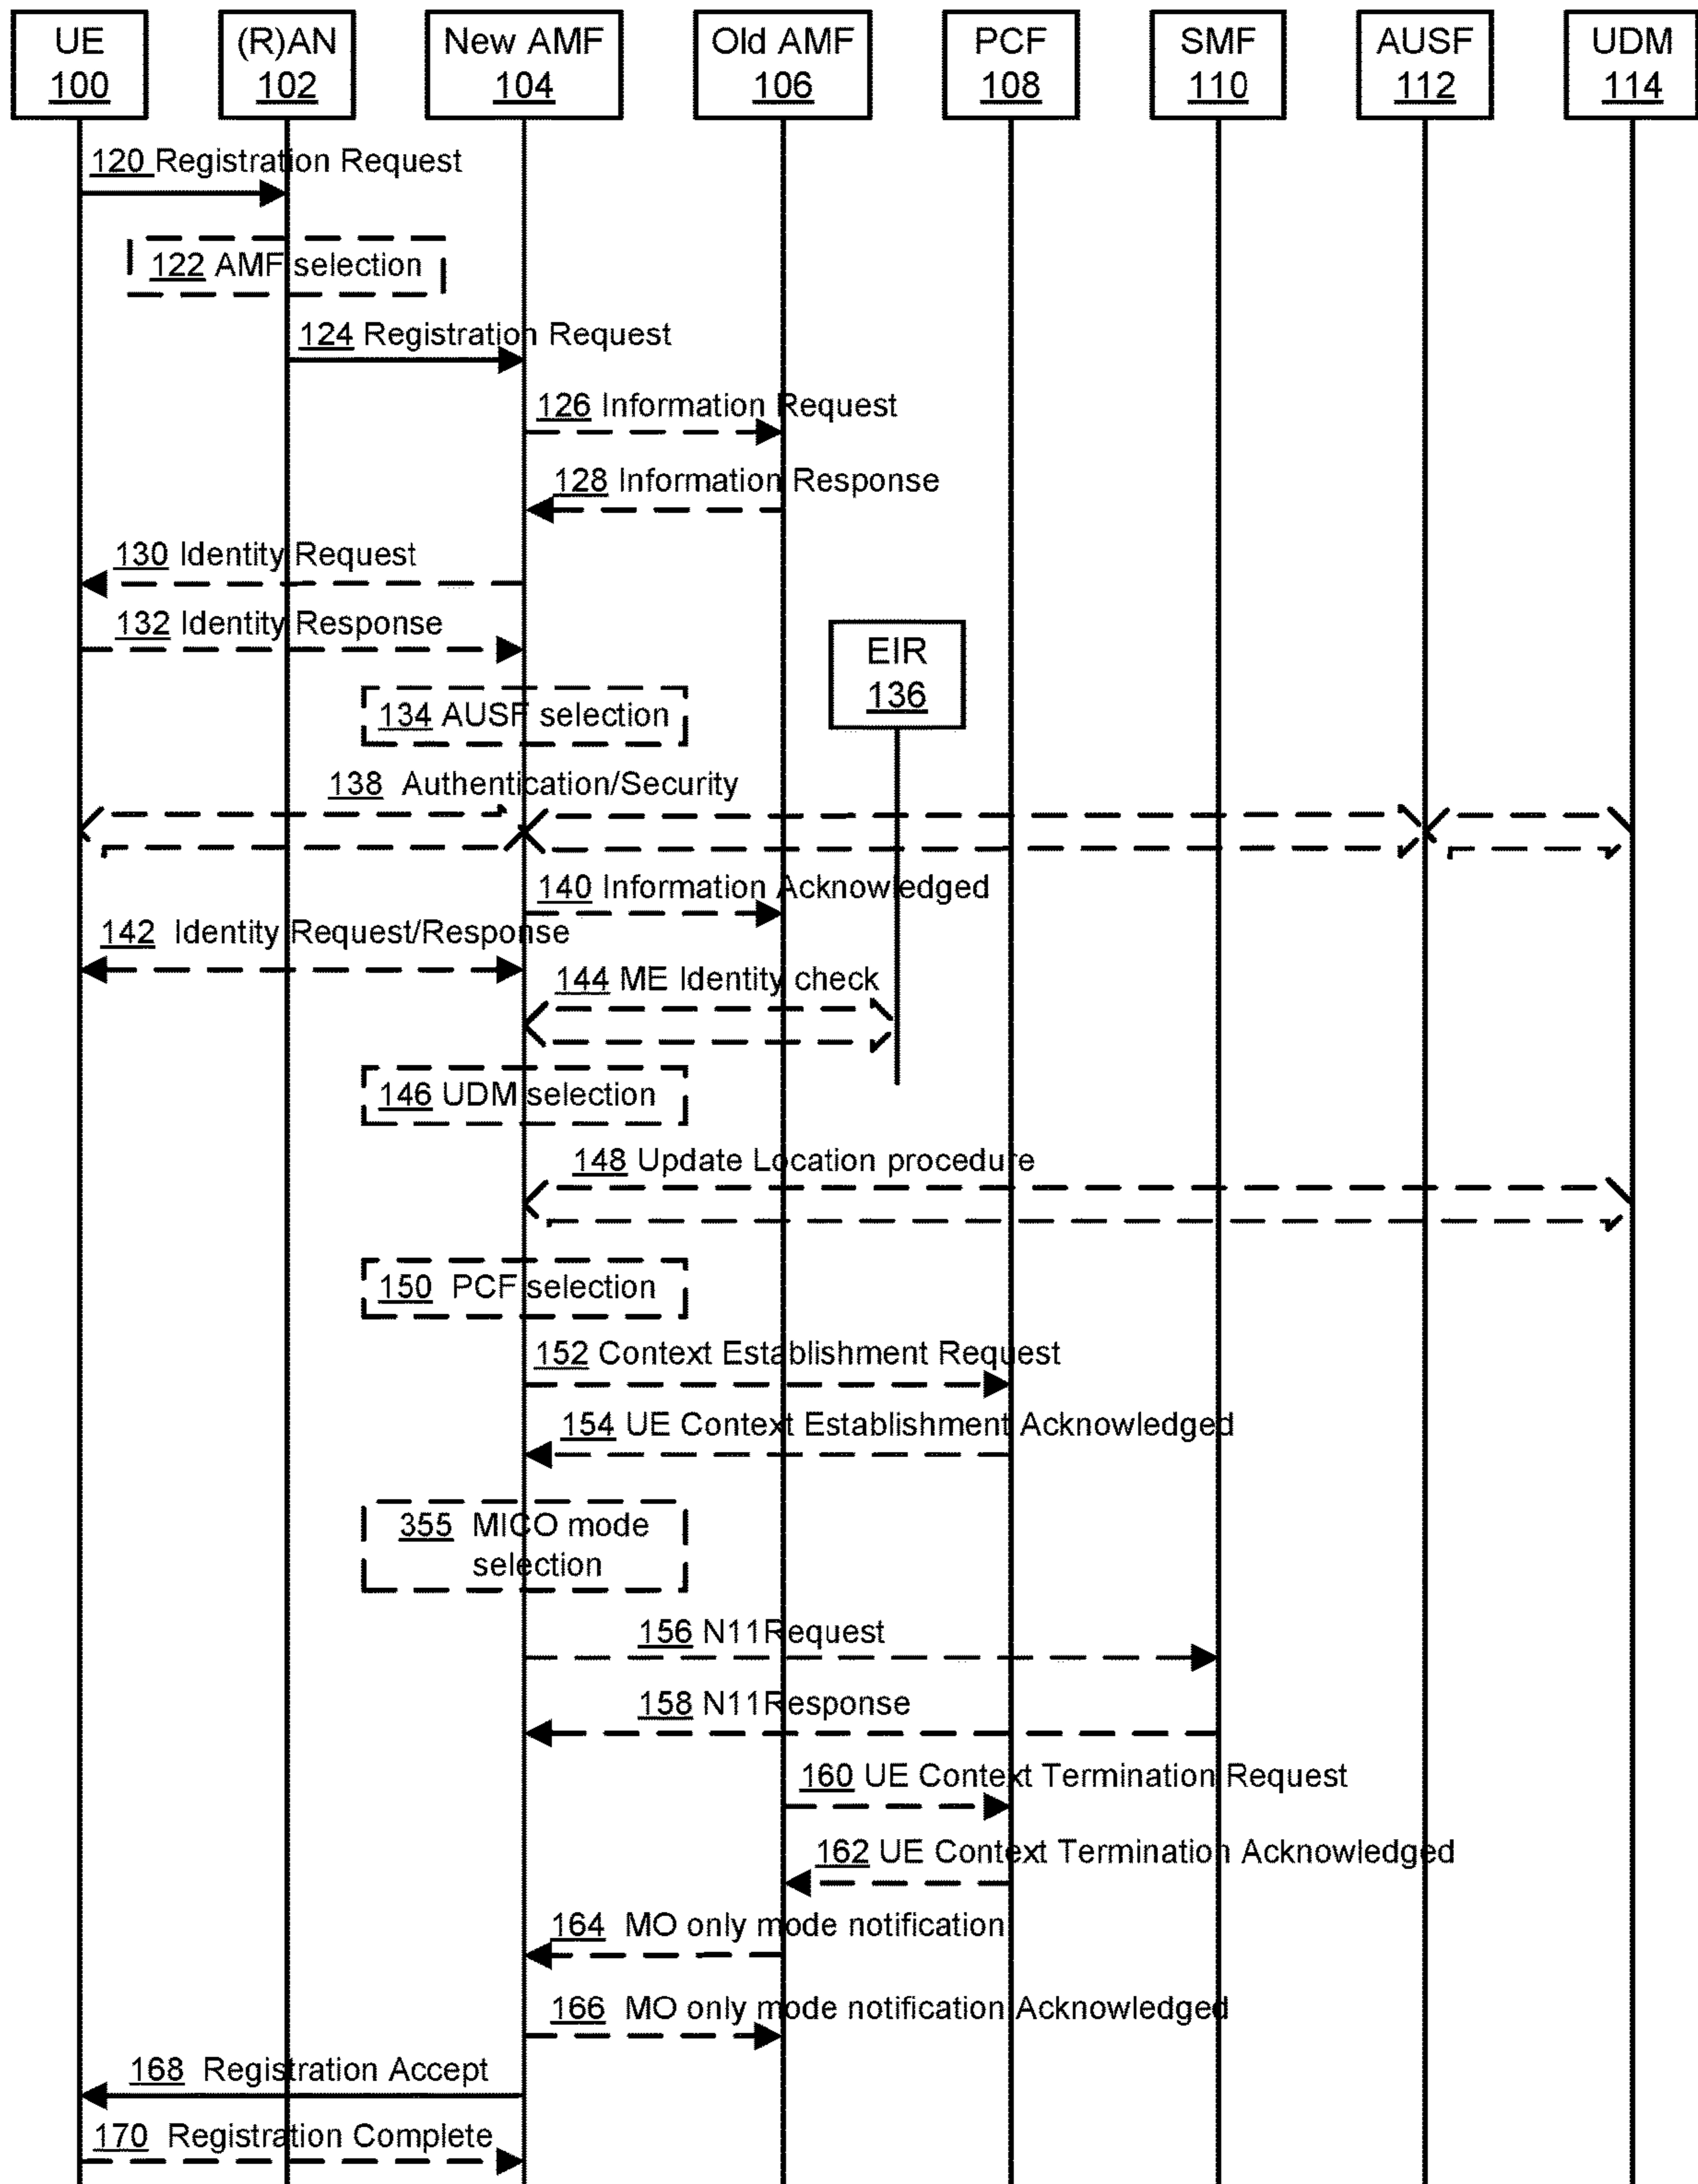 UE
100
(R)AN
102
New AMF
104
Old AMF
106
PCF
108
SMF
110
AUSF
112
UDM
114
120 Registration Request
122 AMF selection
124 Registration Request
126 Information Request
128 Information Response
130 Identity Request
132 Identity Response
EIR
136
134 AUSF selection
138 Authentication/Security
140 Information Acknowledged
142 Identity Request/Response
144 ME Identity check
146 UDM selection
148 Update Location procedure
150 PCF selection
152 Context Establishment Request
154 UE Context Establishment Acknowledged
355 MICO mode
selection
156 N11Request
158 N11Response
160 UE Context Termination Request
162 UE Context Termination Acknowledged
164 MO only mode notification
166 MO only mode notification Acknowledged
168 Registration Accept
170 Registration Complete